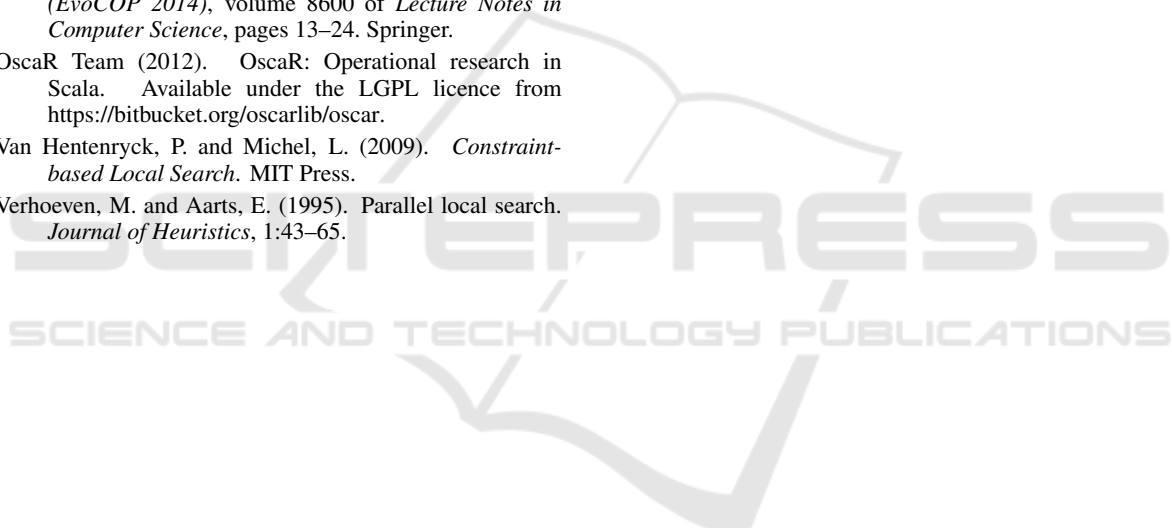 (EvoCOP 2014), volume 8600 of Lecture Notes in
Computer Science, pages 13–24. Springer.
OscaR Team (2012). OscaR: Operational research in
Scala. Available under the LGPL licence from
https://bitbucket.org/oscarlib/oscar.
Van Hentenryck, P. and Michel, L. (2009). Constraint-
based Local Search. MIT Press.
Verhoeven, M. and Aarts, E. (1995). Parallel local search.
Journal of Heuristics, 1:43–65.
SCITEPRESS
SCIENCE AND TECHNOLOGY PUBLICATIONS